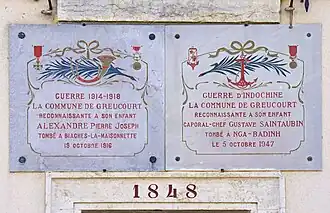 GUERRE 1914-1918
LA COMMUNE DE GREUCOURT
RECONNAISSANTE A SON ENFANT
ALEXANDRE PIERRE JOSEPH
TOMBÉ A BIACHES-LA-MAISONNETTE
18 OCTOBRE 1916
GUERRE D'INDOCHINE
LA COMMUNE DE GREUCOURT
RECONNAISSANTE A SON ENFANT
CAPORAL-CHEF GUSTAVE SAINTAUBIN
TOMBÉ A NGA-BADINH
LE 5 OCTOBRE 1947
1848